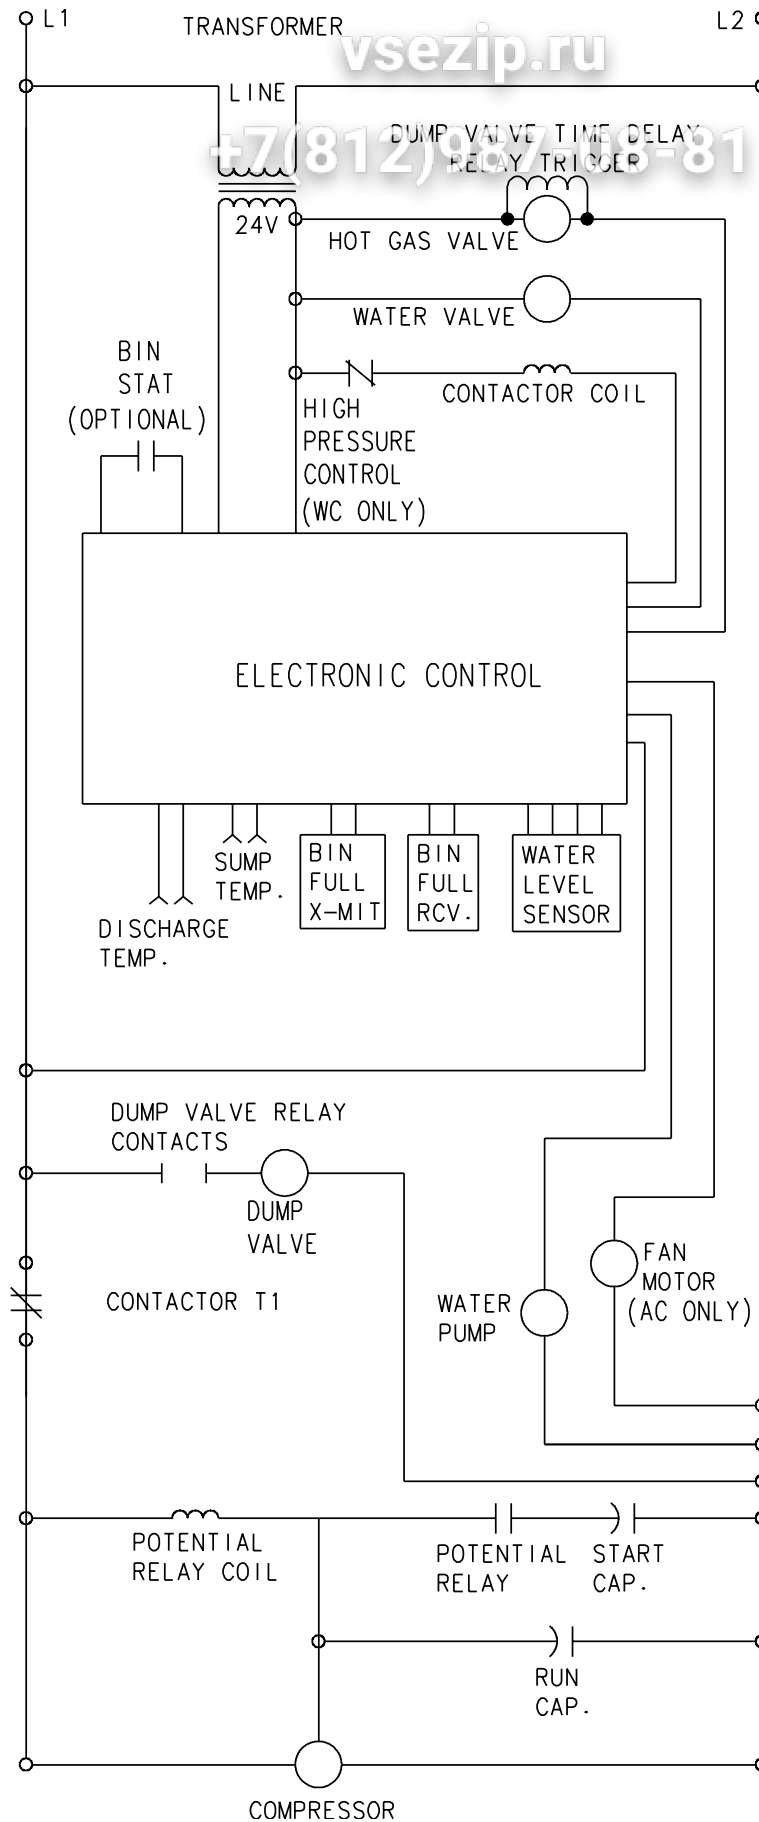 L1
TRANSFORMER
L2
vsezip.ru
LINE
DUMP VALVE TIME DELAY
RELAY TRIGGER
+7(812)987-08-81
24V
HOT GAS VALVE
WATER VALVE
BIN
STAT
(OPTIONAL)
CONTACTOR COIL
HIGH
PRESSURE
CONTROL
(WC ONLY)
ELECTRONIC CONTROL
SUMP
TEMP.
BIN
FULL
X-MIT
BIN
FULL
RCV.
WATER
LEVEL
SENSOR
DISCHARGE
TEMP.
DUMP VALVE RELAY
CONTACTS
DUMP
VALVE
FAN
MOTOR
(AC ONLY)
CONTACTOR T1
WATER
PUMP
POTENTIAL
RELAY COIL
POTENTIAL
RELAY
START
CAP.
RUN
CAP.
COMPRESSOR